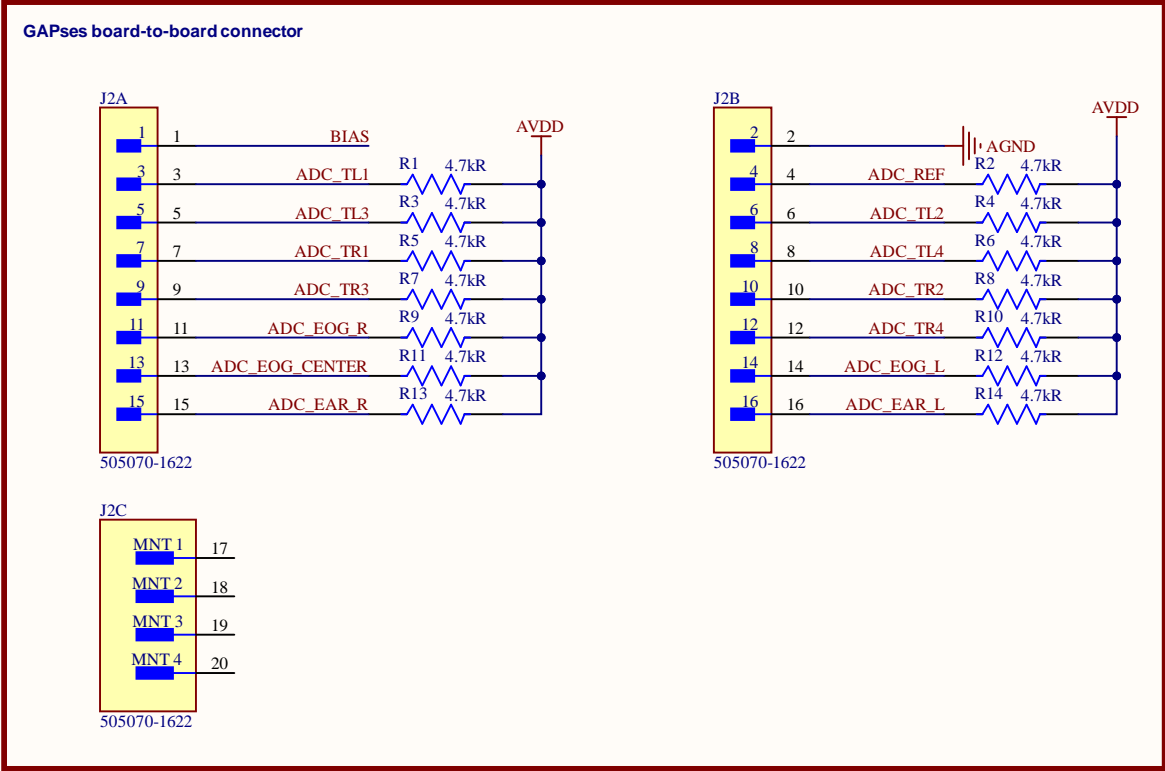 GAPses board-to-board connector
J2A
AVDD
1 1 BIAS
3 3 ADC_TL1 R1 4.7kR
5 5 ADC_TL3 R3 4.7kR
7 7 ADC_TR1 R5 4.7kR
9 9 ADC_TR3 R7 4.7kR
11 11 ADC_EOG_R R9 4.7kR
13 13 ADC_EOG_CENTER R11 4.7kR
15 15 ADC_EAR_R R13 4.7kR
505070-1622
J2B
AVDD
2 2 AGND
4 4 ADC_REF R2 4.7kR
6 6 ADC_TL2 R4 4.7kR
8 8 ADC_TL4 R6 4.7kR
10 10 ADC_TR2 R8 4.7kR
12 12 ADC_TR4 R10 4.7kR
14 14 ADC_EOG_L R12 4.7kR
16 16 ADC_EAR_L R14 4.7kR
505070-1622
J2C
MNT 1 17
MNT 2 18
MNT 3 19
MNT 4 20
505070-1622